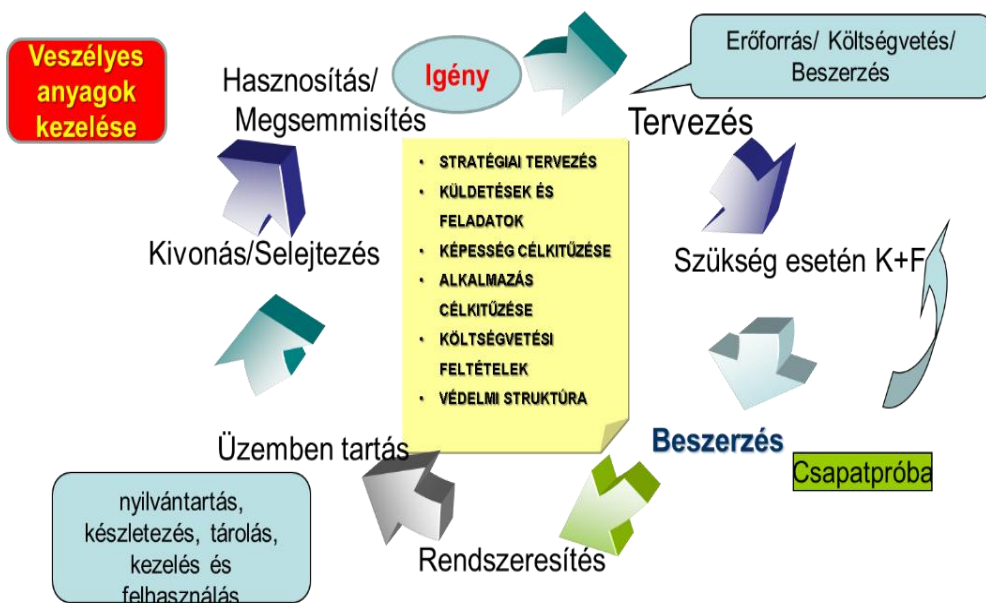 Veszélyes
anyagok
kezelése
Hasznosítás/
Megsemmisítés
Igény
Erőforrás/ Költségvetés/
Beszerzés
Tervezés
• STRATÉGIAI TERVEZÉS
• KÜLDETÉSEK ÉS
FELADATOK
• KÉPESSÉG CÉLKITŰZÉSE
• ALKALMAZÁS
CÉLKITŰZÉSE
• KÖLTSÉGVETÉSI
FELTÉTELEK
• VÉDELMI STRUKTÚRA
Kivonás/Selejtezés
Szükség esetén K+F
Üzemben tartás
Beszerzés
Csapatpróba
nyilvántartás,
készletezés, tárolás,
kezelés és
felhasználás
Rendszeresítés